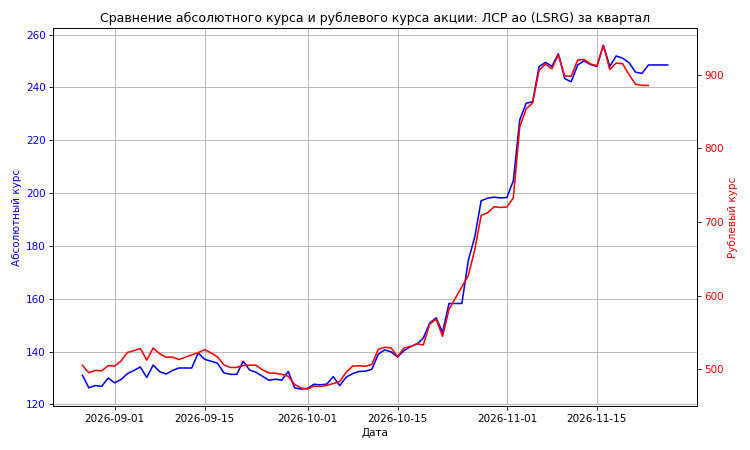 Сравнение абсолютного курса и рублевого курса акции: ЛСР ао (LSRG) за квартал
260
240
220
200
180
160
140
120
Абсолютный курс
900
800
700
600
500
Рублевый курс
2026-09-01 2026-09-15 2026-10-01 2026-10-15 2026-11-01 2026-11-15
Дата